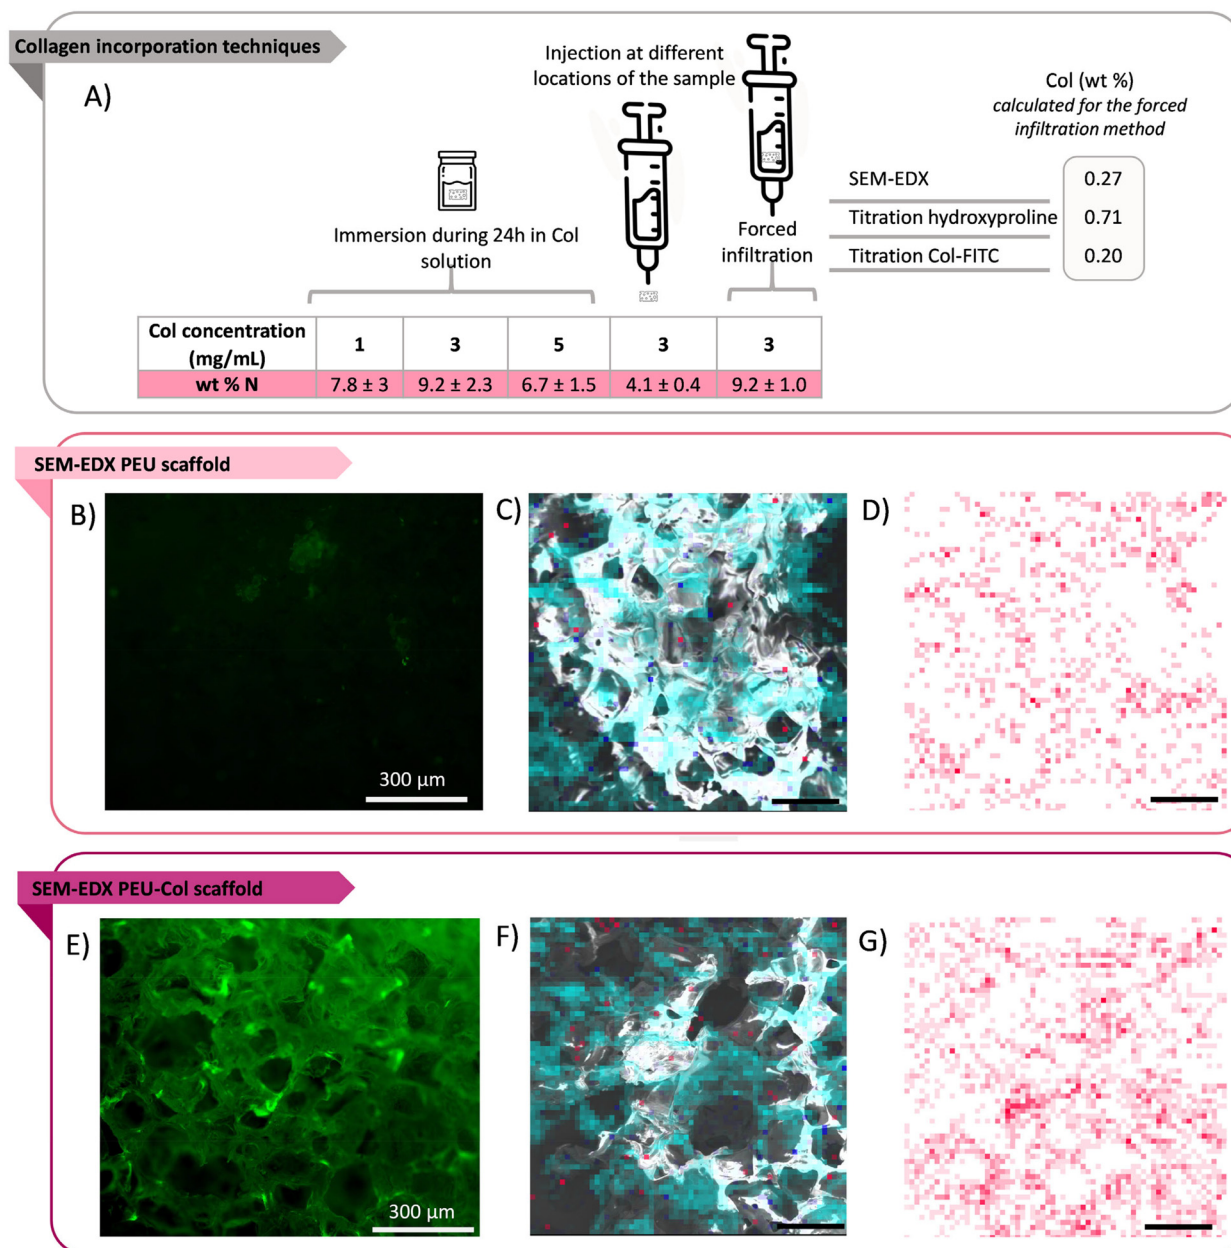 Collagen incorporation techniques
A)
Injection at different
locations of the sample
Col (wt %)
calculated for the forced
infiltration method
Immersion during 24h in Col
solution
Forced
infiltration
SEM-EDX 0.27
Titration hydroxyproline 0.71
Titration Col-FITC 0.20
Col concentration
(mg/mL) 1 3 5 3 3
wt % N 7.8 ± 3 9.2 ± 2.3 6.7 ± 1.5 4.1 ± 0.4 9.2 ± 1.0
SEM-EDX PEU scaffold
B)
C)
D)
300 µm
SEM-EDX PEU-Col scaffold
E)
F)
G)
300 µm